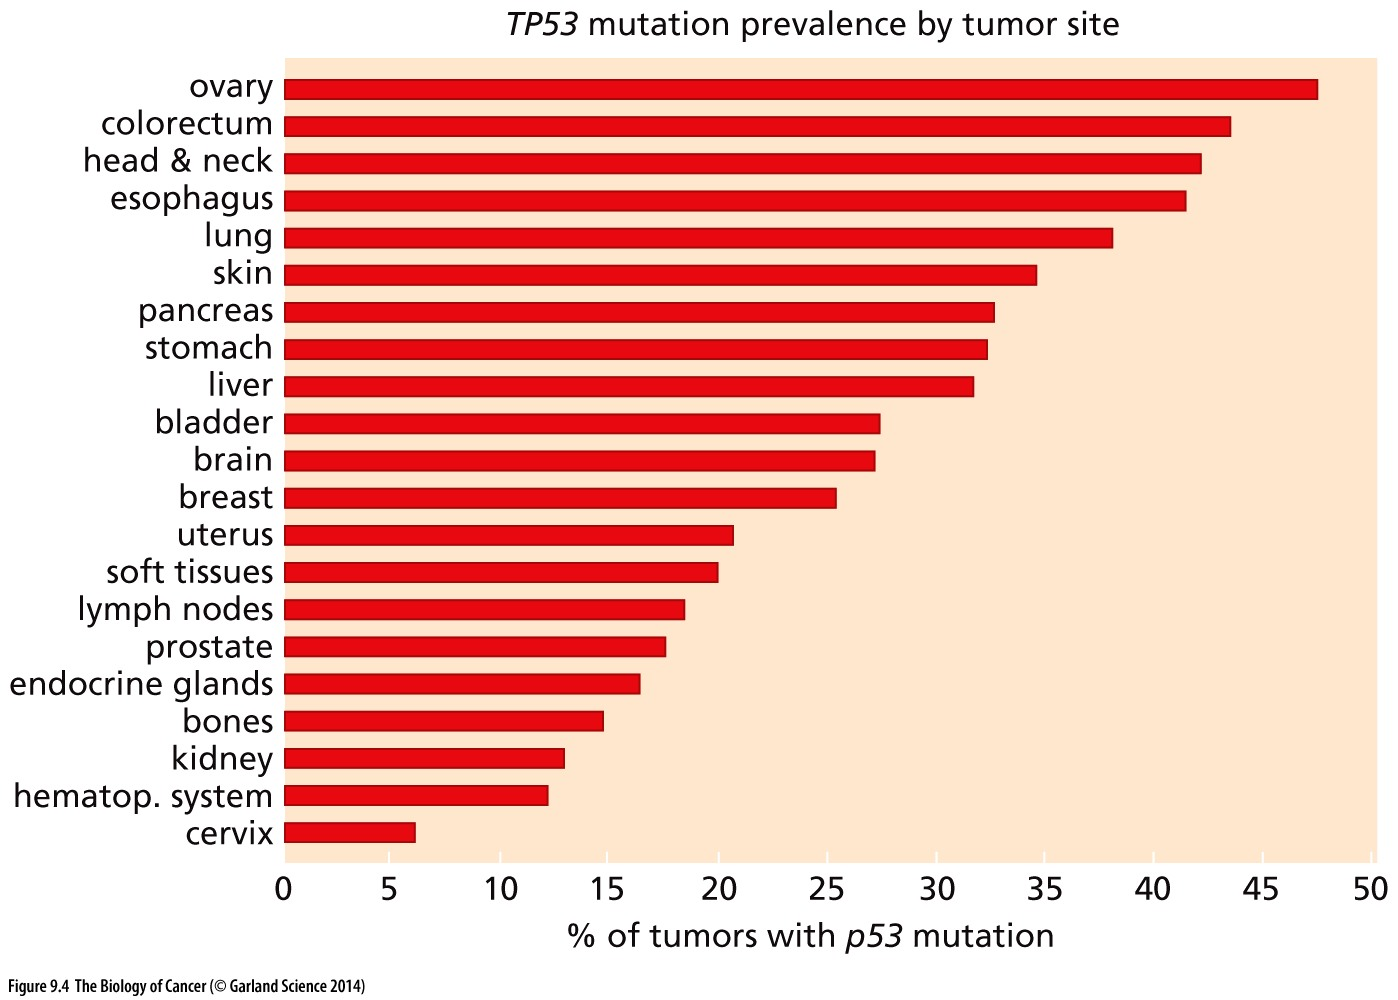 TP53 mutation prevalence by tumor site
ovary
colorectum
head & neck
esophagus
lung
skin
pancreas
stomach
liver
bladder
brain
breast
uterus
soft tissues
lymph nodes
prostate
endocrine glands
bones
kidney
hematop. system
cervix
0 5 10 15 20 25 30 35 40 45 50
% of tumors with p53 mutation
Figure 9.4 The Biology of Cancer (© Garland Science 2014)